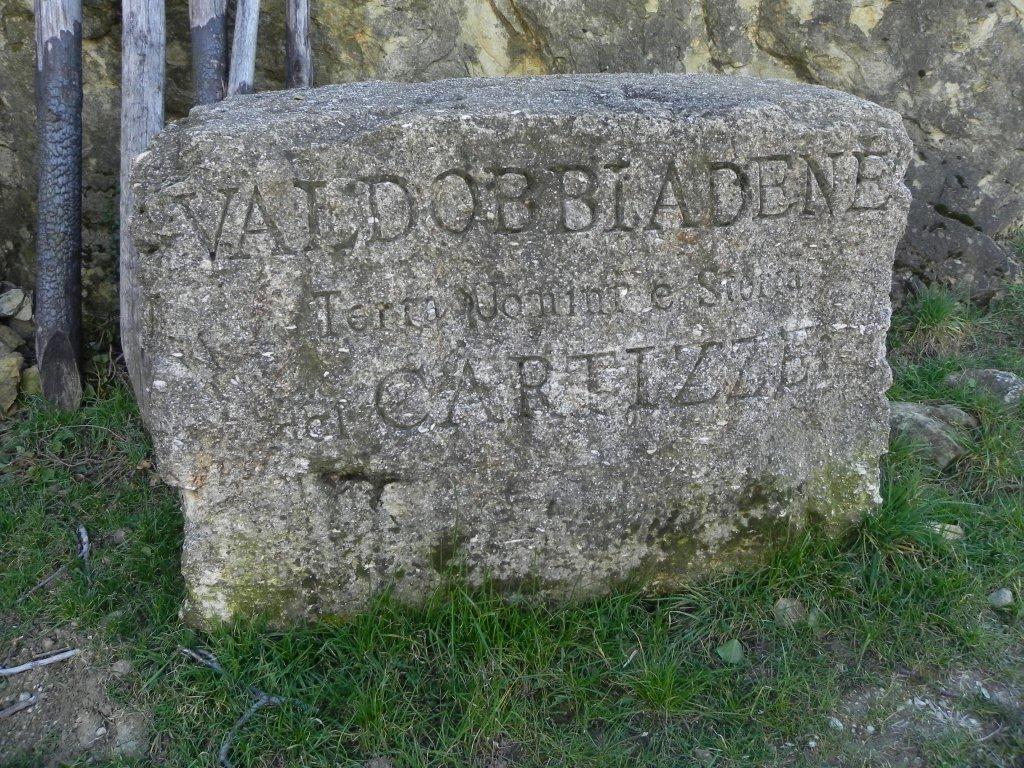 VALDOBBIADENE
Terra Uomini e Storia
del CARTIZZE